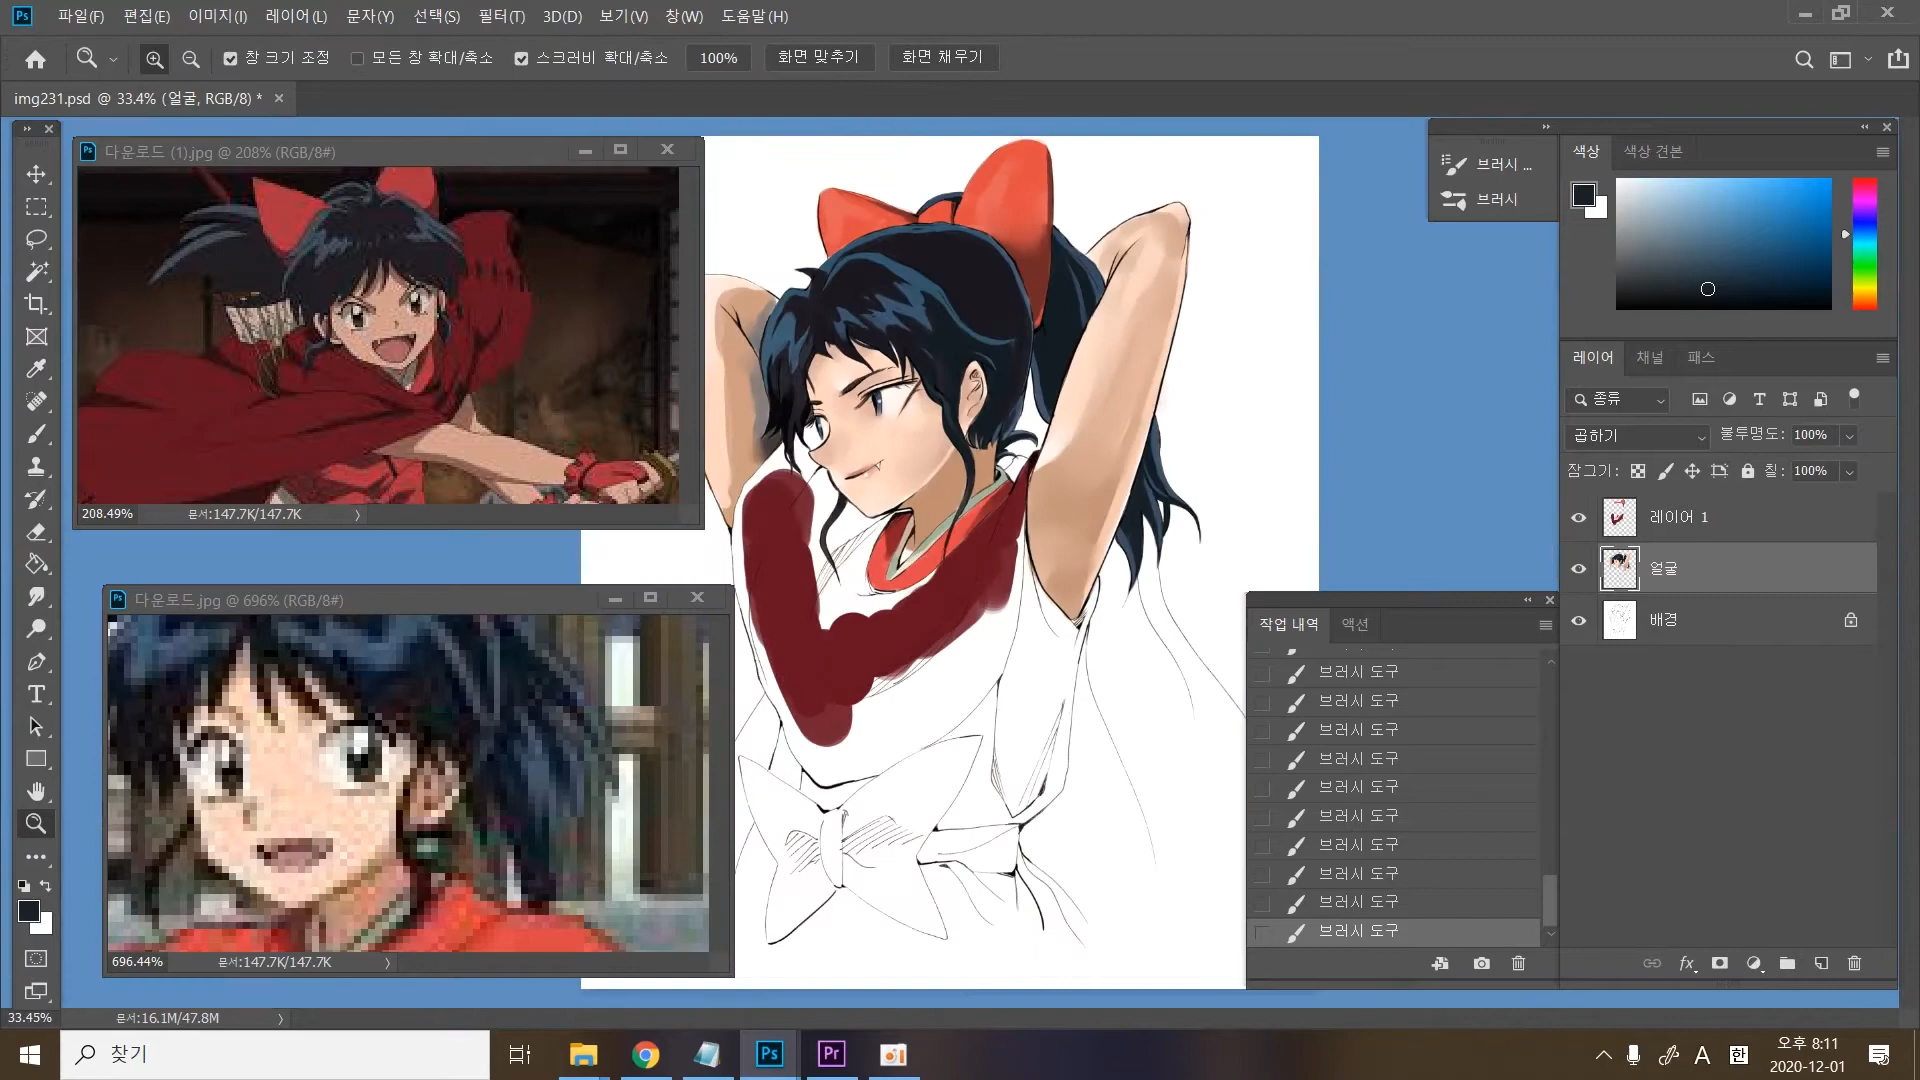 Ps 파일(F) 편집(E) 이미지(I) 레이어(L) 문자(Y) 선택(S) 필터(T) 3D(D) 보기(V) 창(W) 도움말(H)
창 크기 조정 모든 창 확대/축소 스크러비 확대/축소 100% 화면 맞추기 화면 채우기
img231.psd @ 33.4% (얼굴, RGB/8) *
Ps 다운로드 (1).jpg @ 208% (RGB/8#)
208.49% 문서:147.7K/147.7K
Ps 다운로드.jpg @ 696% (RGB/8#)
696.44% 문서:147.7K/147.7K
브러시 ...
브러시
색상 색상 견본
레이어 채널 패스
종류
곱하기 불투명도: 100%
잠그기: 칠: 100%
레이어 1
얼굴
배경
작업 내역 액션
브러시 도구
브러시 도구
브러시 도구
브러시 도구
브러시 도구
브러시 도구
브러시 도구
브러시 도구
브러시 도구
브러시 도구
fx
33.45% 문서:16.1M/47.8M
찾기
Ps Pr
A 한
오후 8:11
2020-12-01